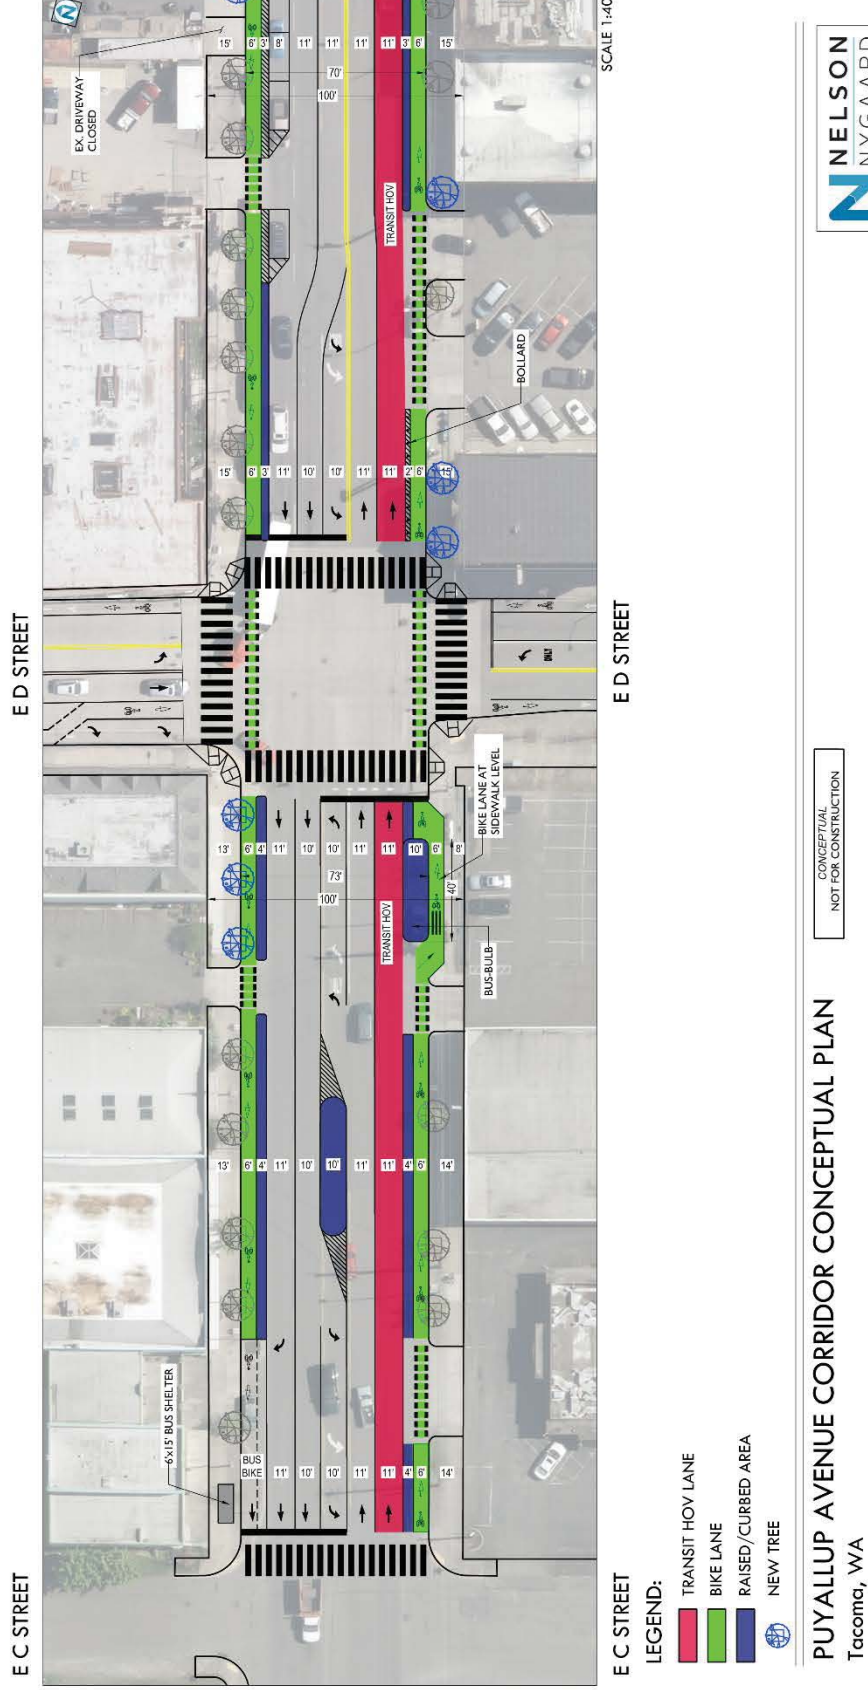 E C STREET
E D STREET
EX. DRIVEWAY
CLOSED
6'x15' BUS SHELTER
13'
6'
4'
11'
10'
10'
11'
11'
4'
6'
14'
BUS
BIKE
11'
10'
10'
11'
11'
4'
6'
14'
13'
6'
4'
11'
10'
10'
73'
100'
11'
11'
10'
6'
8'
40'
TRANSIT HOV
BUS-BULB
BIKE LANE AT
SIDEWALK LEVEL
ONLY
15'
6'
3'
11'
10'
10'
11'
11'
2'
6'
15'
BOLLARD
TRANSIT HOV
15'
6'
3'
8'
11'
11'
70'
100'
11'
11'
3'
6'
15'
E C STREET
E D STREET
SCALE 1:40
LEGEND:
TRANSIT HOV LANE
BIKE LANE
RAISED/CURBED AREA
NEW TREE
CONCEPTUAL
NOT FOR CONSTRUCTION
PUYALLUP AVENUE CORRIDOR CONCEPTUAL PLAN
Tacoma, WA
N NELSON
NYGAARD